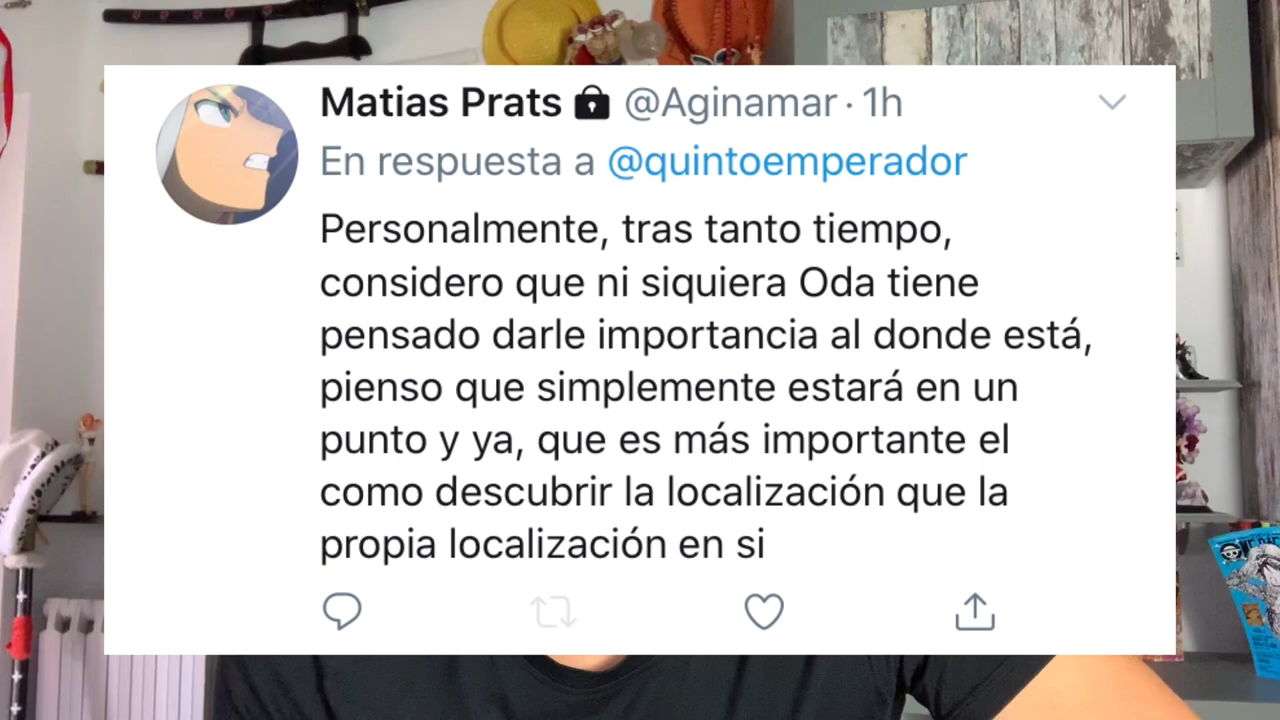 Matias Prats @Aginamar · 1h
En respuesta a @quintoemperador
Personalmente, tras tanto tiempo,
considero que ni siquiera Oda tiene
pensado darle importancia al donde está,
pienso que simplemente estará en un
punto y ya, que es más importante el
como descubrir la localización que la
propia localización en si